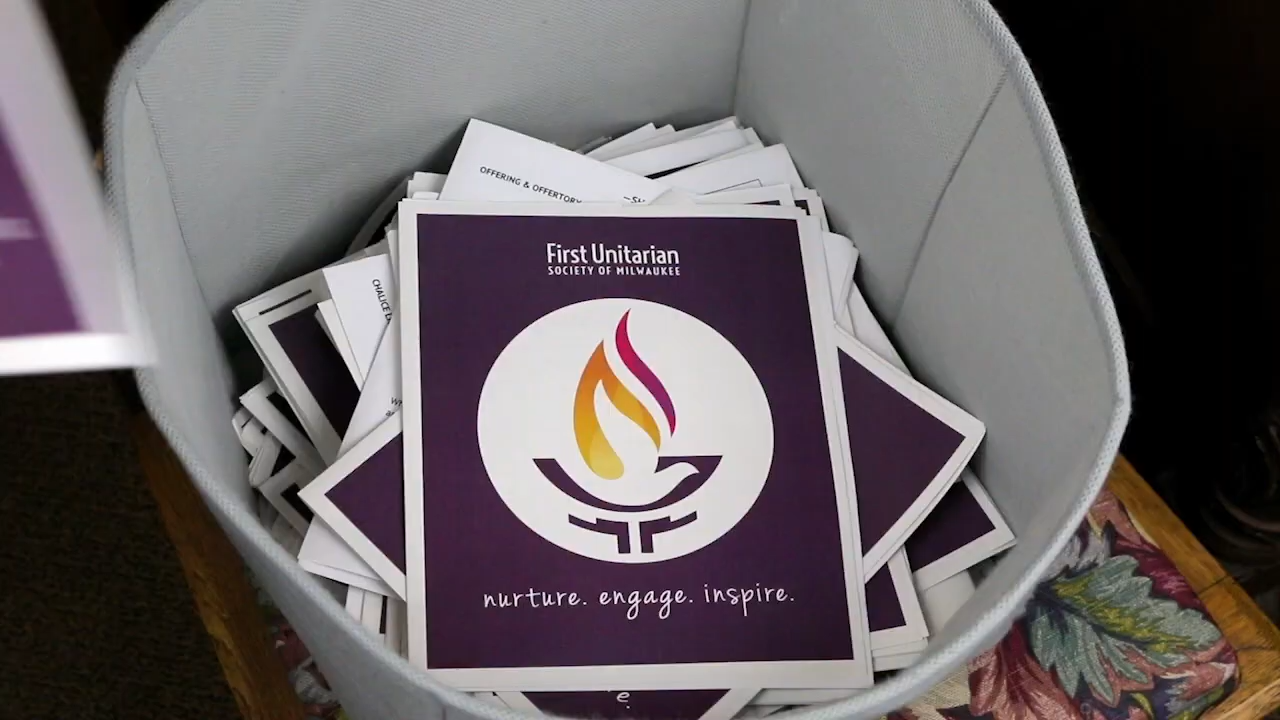 OFFERING & OFFERTORY
First Unitarian
SOCIETY OF MILWAUKEE
nurture. engage. inspire.